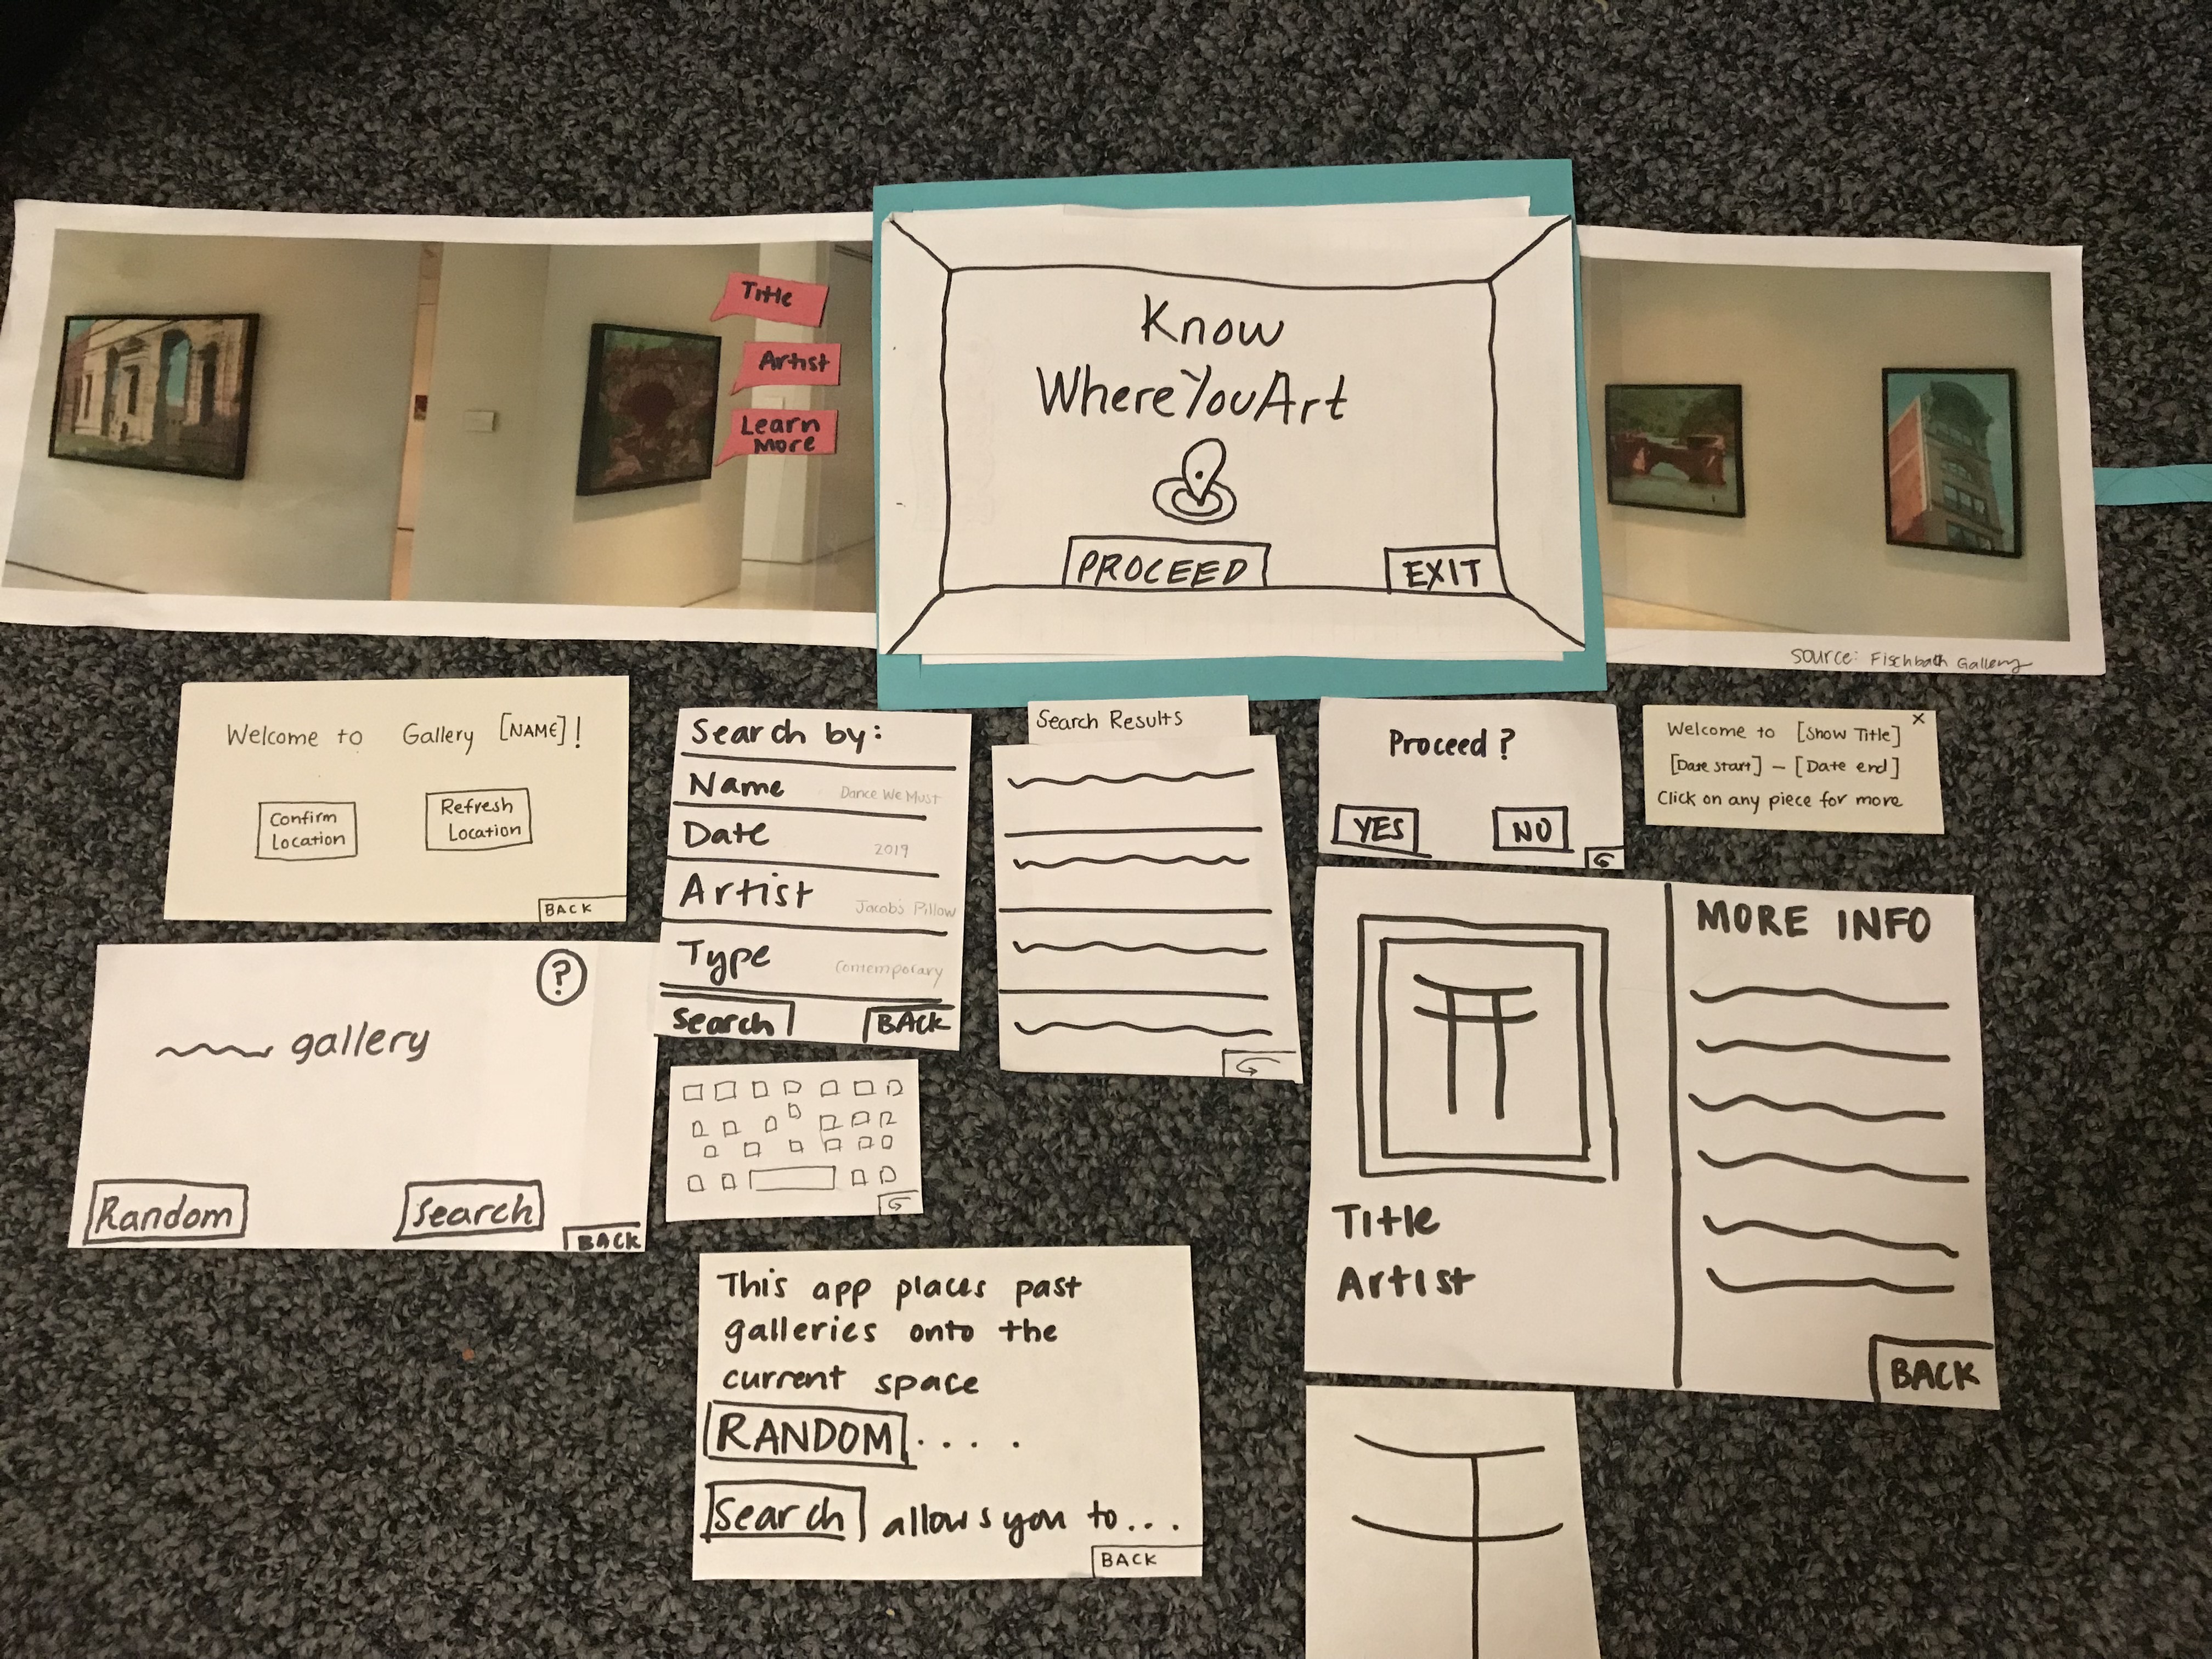 Title
Artist
Learn
More
Know
WhereYouArt
PROCEED
EXIT
Source: Fischbach Gallery
Welcome to Gallery [NAME]!
Confirm
Location
Refresh
Location
BACK
Search by:
Name Dance We Must
Date 2019
Artist Jacob's Pillow
Type Contemporary
Search
BACK
Search Results
Proceed?
YES
NO
Welcome to [Show Title]
[Date start] – [Date end]
Click on any piece for more
×
?
gallery
Random
Search
BACK
MORE INFO
Title
Artist
BACK
This app places past
galleries onto the
current space
RANDOM. . . .
Search allows you to...
BACK